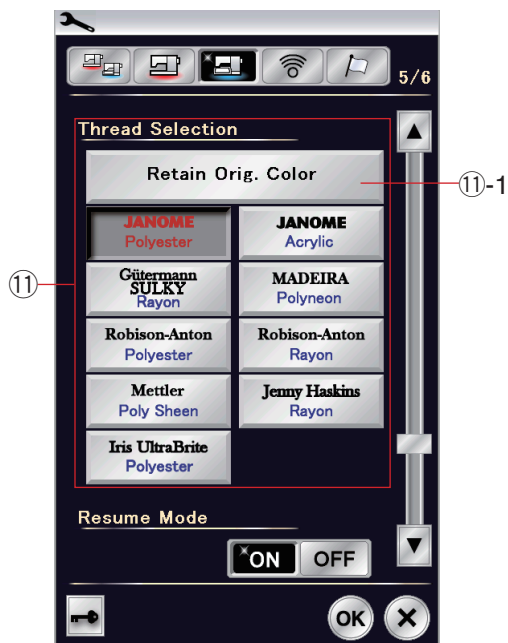 5/6
Thread Selection
Retain Orig. Color
⑪-1
JANOME
Polyester
JANOME
Acrylic
⑪
Gütermann
SULKY
Rayon
MADEIRA
Polyneon
Robison-Anton
Polyester
Robison-Anton
Rayon
Mettler
Poly Sheen
Jenny Haskins
Rayon
Iris UltraBrite
Polyester
Resume Mode
ON
OFF
OK